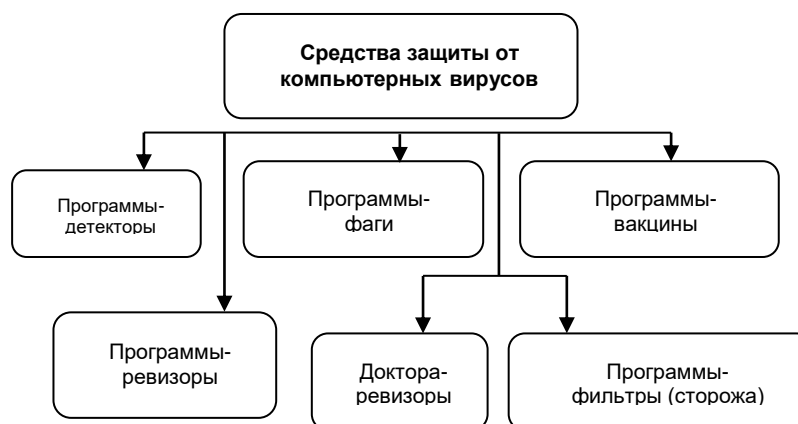 Средства защиты от
компьютерных вирусов
Программы-
детекторы
Программы-
фаги
Программы-
вакцины
Программы-
ревизоры
Доктора-
ревизоры
Программы-
фильтры (сторожа)